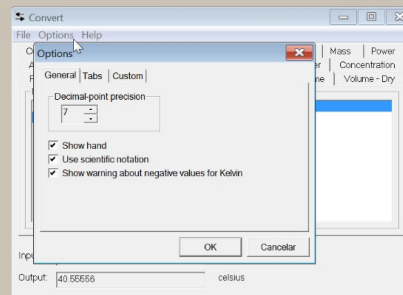 Convert
File Options Help
Options
Mass Power
Concentration
Volume - Dry
General Tabs Custom
Decimal-point precision
7
Show hand
Use scientific notation
Show warning about negative values for Kelvin
OK Cancelar
Output: 40.55556 celsius